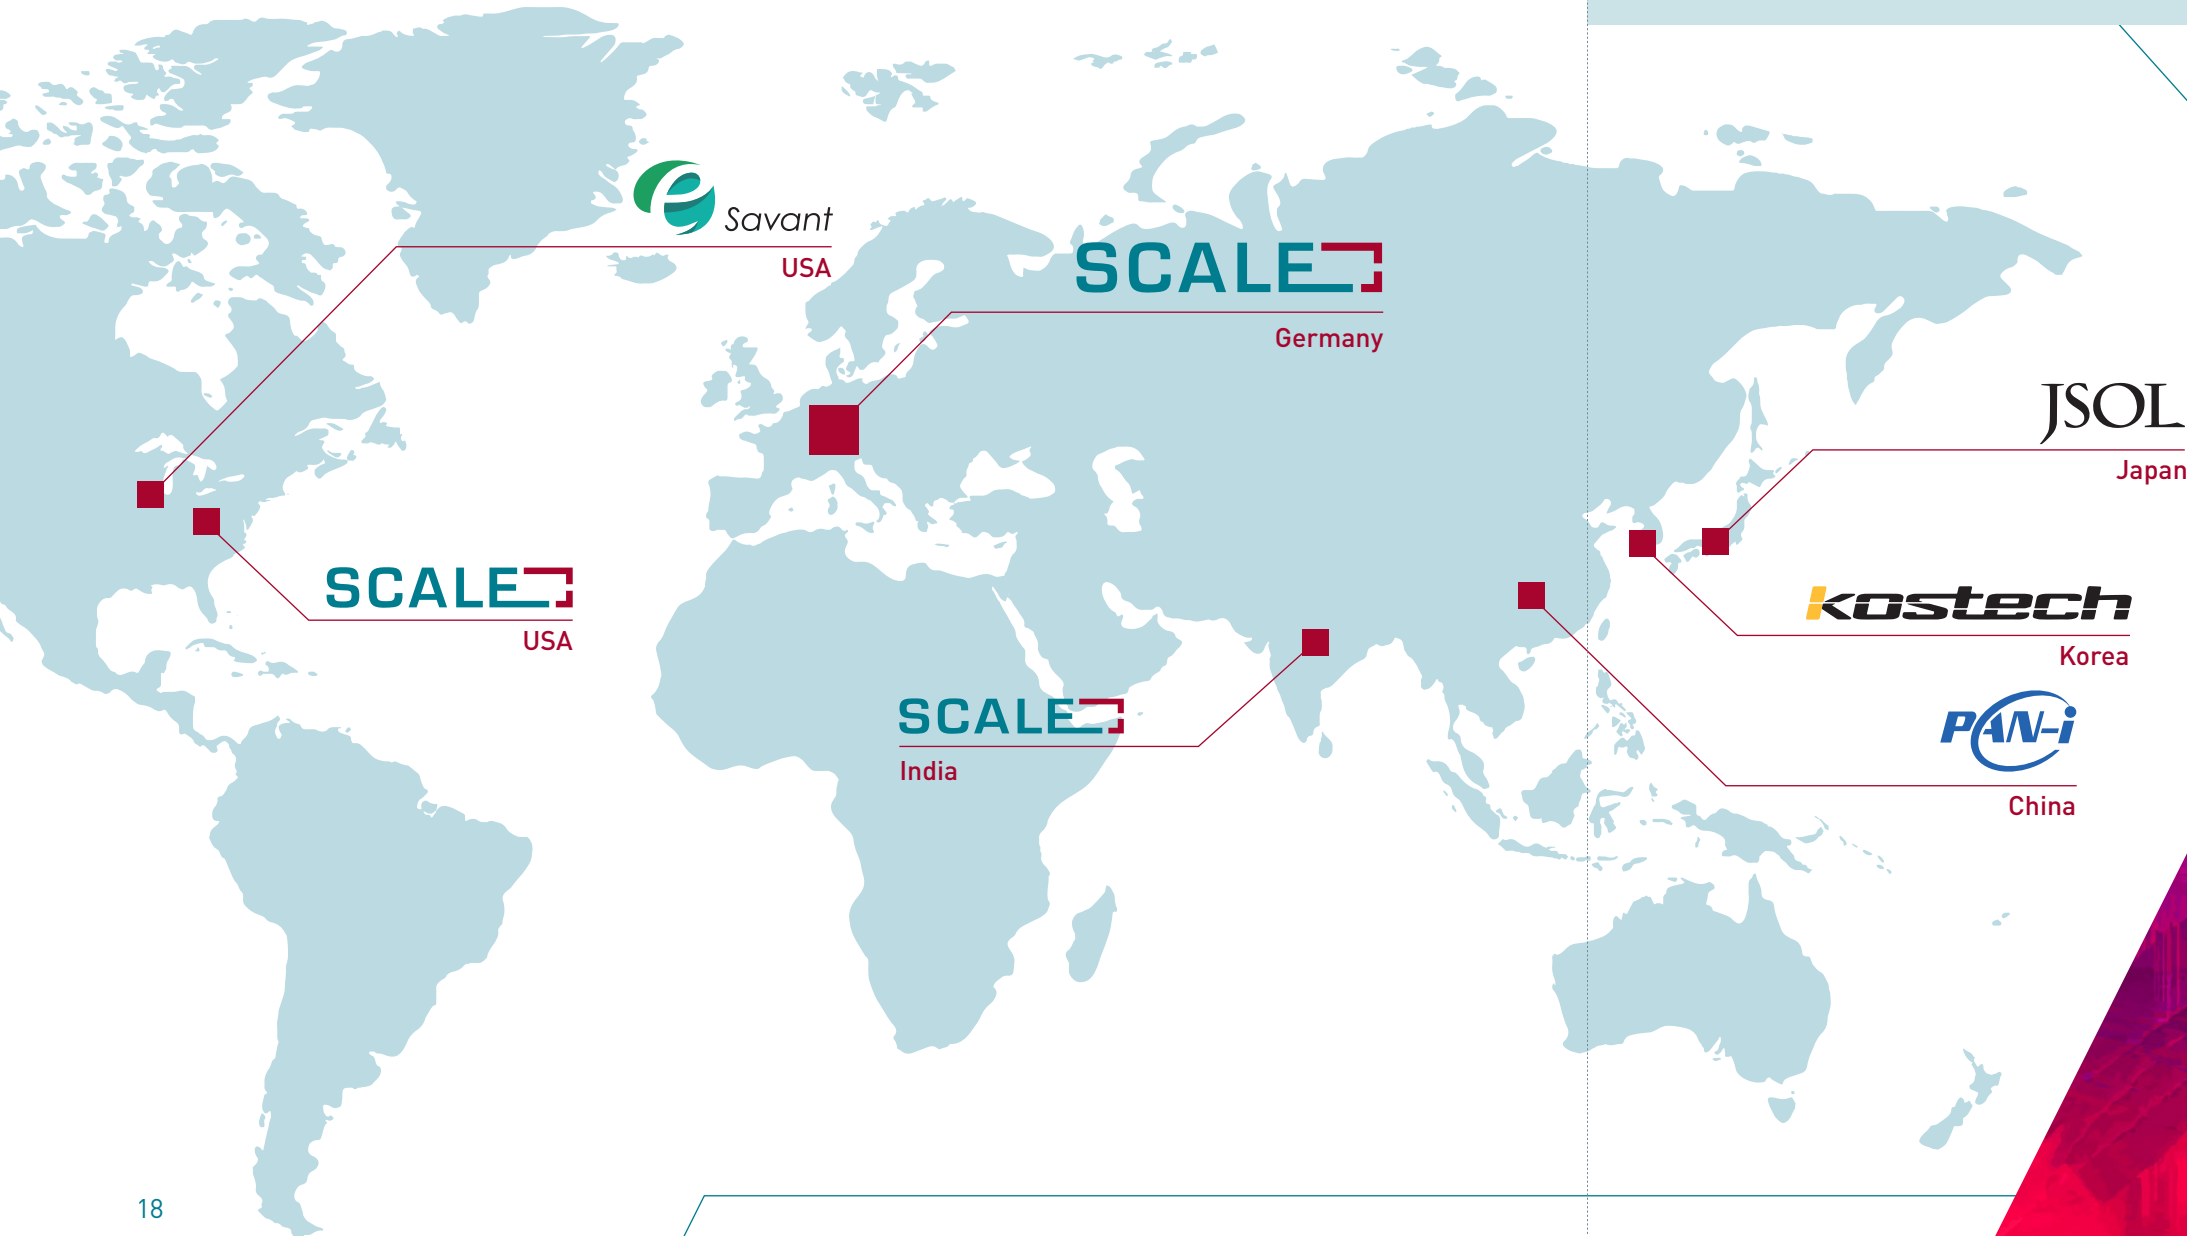 e Savant
USA
SCALE
Germany
JSOL
Japan
SCALE
USA
kostech
Korea
SCALE
India
PAN-i
China
18